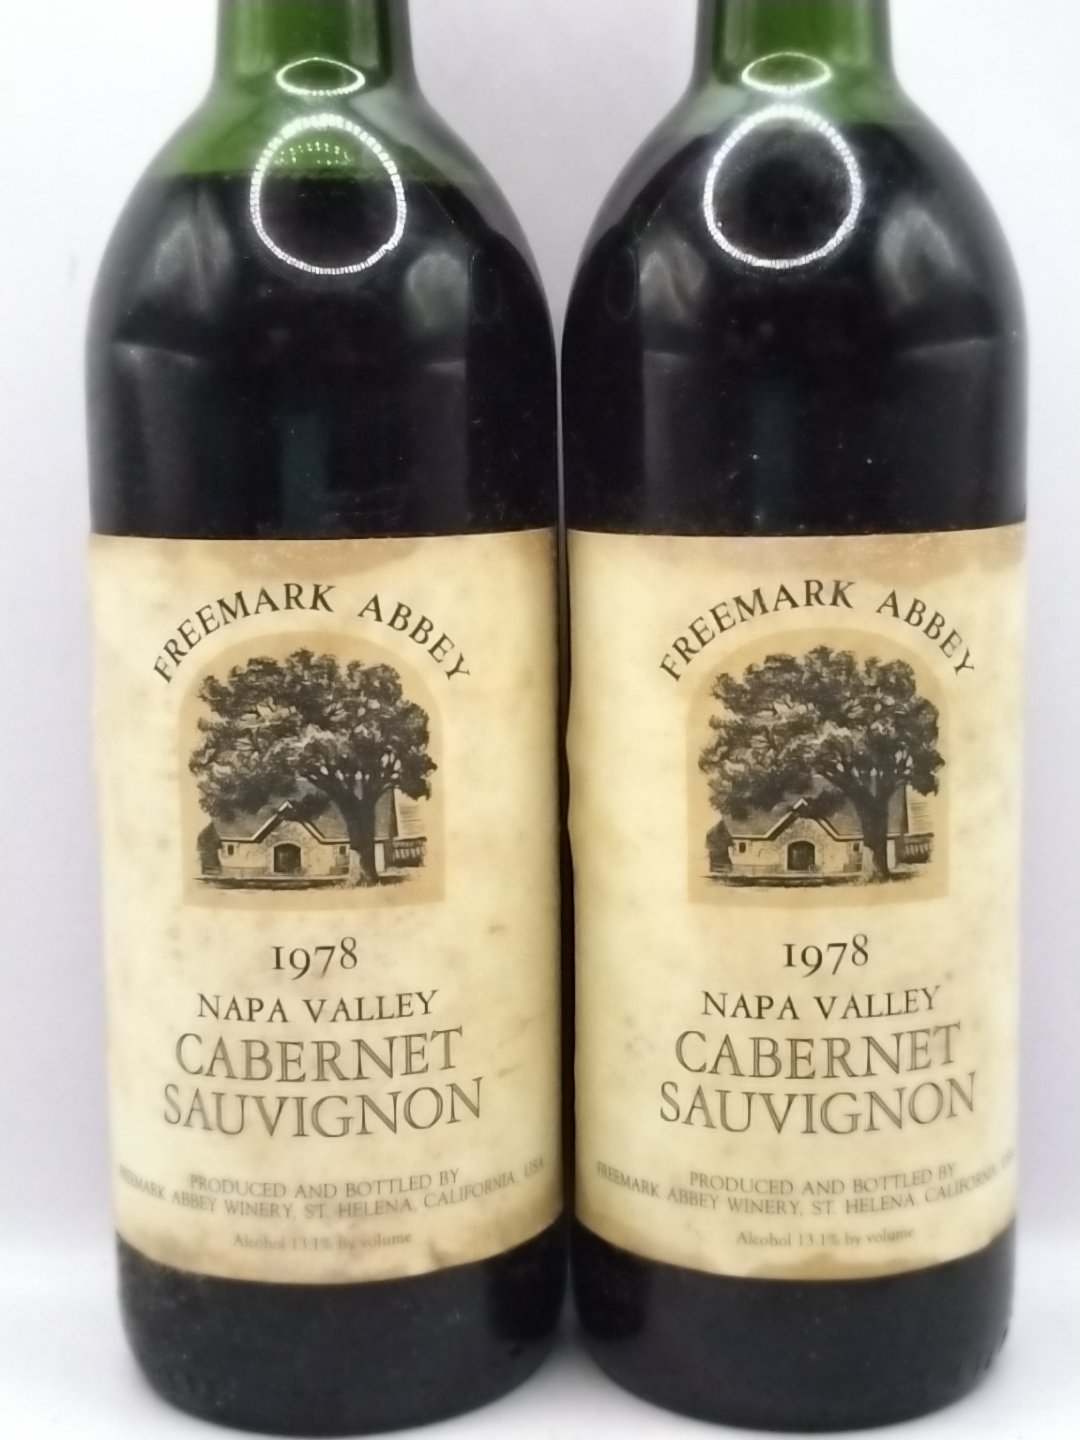 FREEMARK ABBEY
1978
NAPA VALLEY
CABERNET
SAUVIGNON
PRODUCED AND BOTTLED BY
FREEMARK ABBEY WINERY, ST. HELENA, CALIFORNIA, USA
Alcohol 13.1% by volume
FREEMARK ABBEY
1978
NAPA VALLEY
CABERNET
SAUVIGNON
PRODUCED AND BOTTLED BY
FREEMARK ABBEY WINERY, ST. HELENA, CALIFORNIA, USA
Alcohol 13.1% by volume